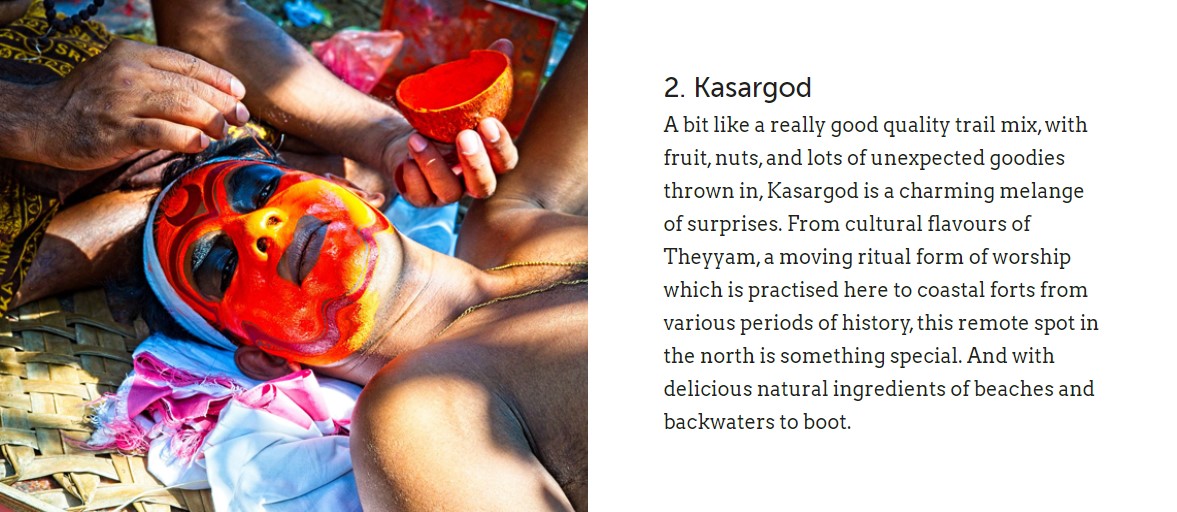 2. Kasargod
A bit like a really good quality trail mix, with
fruit, nuts, and lots of unexpected goodies
thrown in, Kasargod is a charming melange
of surprises. From cultural flavours of
Theyyam, a moving ritual form of worship
which is practised here to coastal forts from
various periods of history, this remote spot in
the north is something special. And with
delicious natural ingredients of beaches and
backwaters to boot.